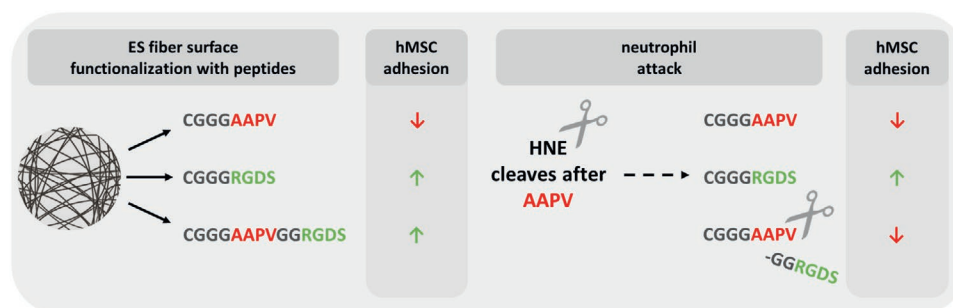 ES fiber surface
functionalization with peptides
hMSC
adhesion
neutrophil
attack
hMSC
adhesion
CGGGAAPV
↓
CGGGRGDS
↑
CGGGAAPVGGRGDS
↑
HNE
cleaves after
AAPV
CGGGAAPV
↓
CGGGRGDS
↑
CGGGAAPV
-GGRGDS
↓